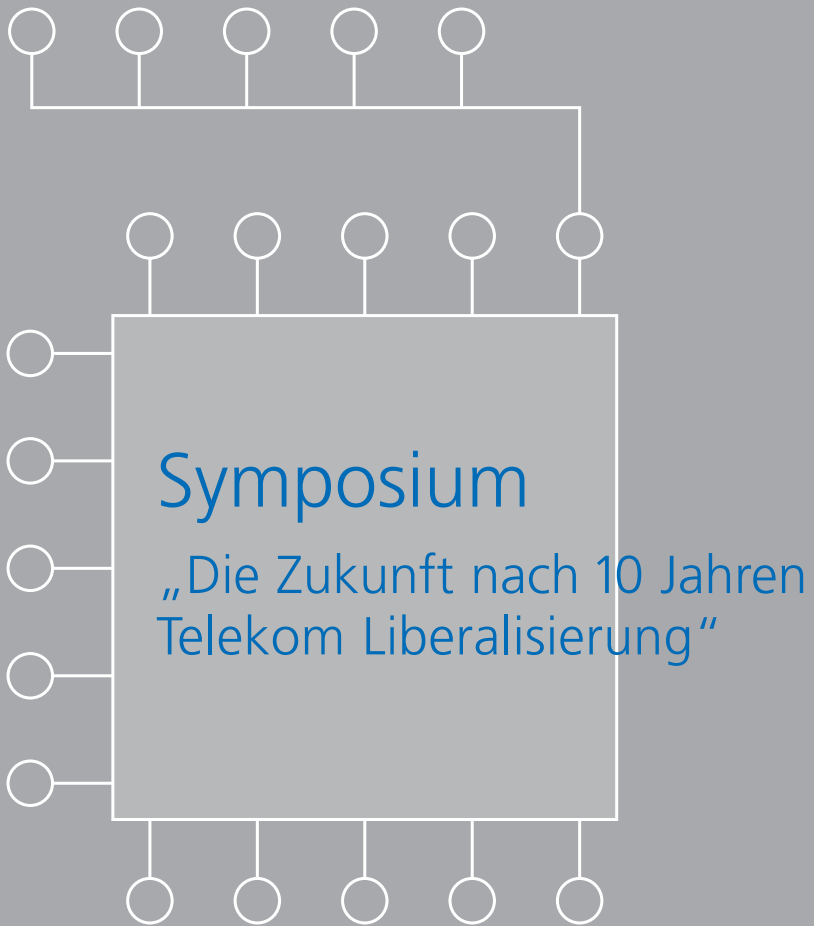 Symposium
„Die Zukunft nach 10 Jahren
Telekom Liberalisierung“